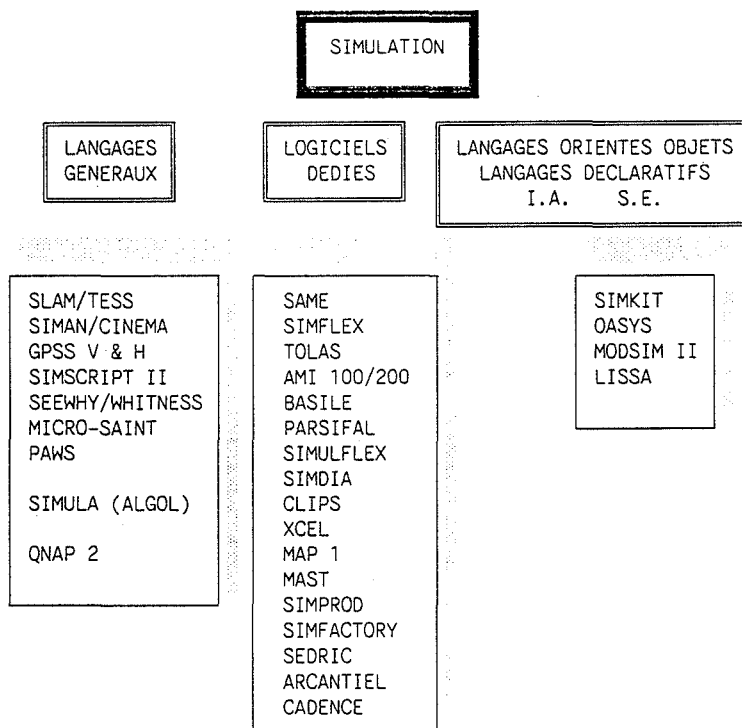 SIMULATION
LANGAGES
GENERAUX
LOGICIELS
DEDIES
LANGAGES ORIENTES OBJETS
LANGAGES DECLARATIFS
I.A. S.E.
SLAM/TESS
SIMAN/CINEMA
GPSS V & H
SIMSCRIPT II
SEEWHY/WHITNESS
MICRO-SAINT
PAWS
SIMULA (ALGOL)
QNAP 2
SAME
SIMFLEX
TOLAS
AMI 100/200
BASILE
PARSIFAL
SIMULFLEX
SIMDIA
CLIPS
XCEL
MAP 1
MAST
SIMPROD
SIMFACTORY
SEDRIC
ARCANTIEL
CADENCE
SIMKIT
OASYS
MODSIM II
LISSA